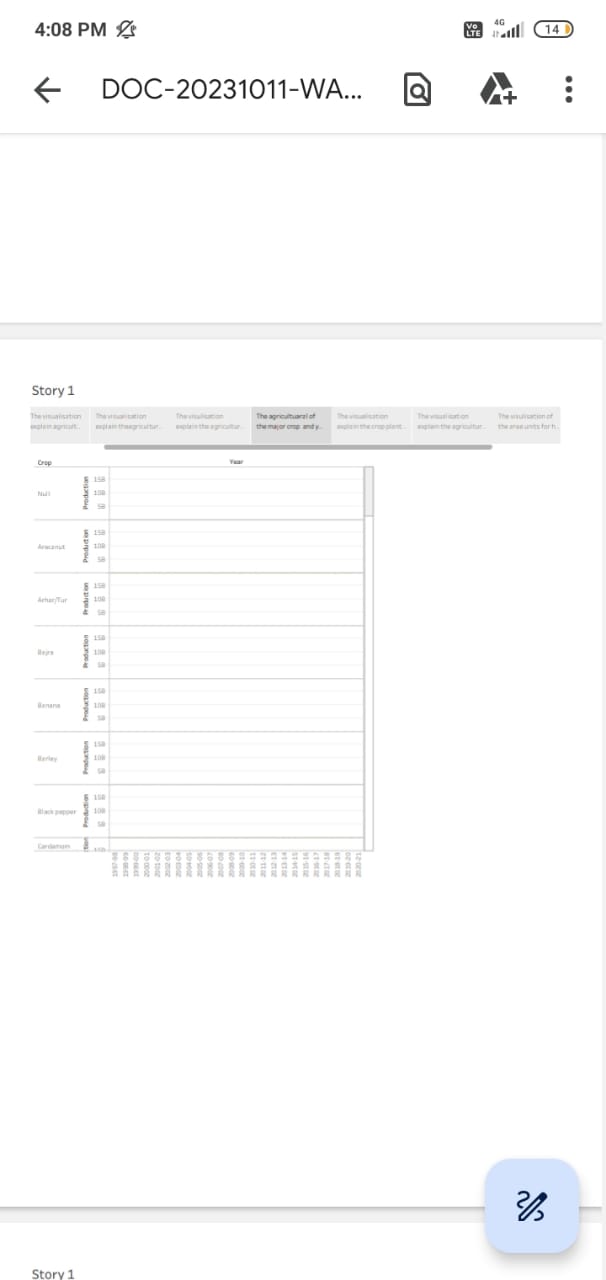 4:08 PM
Vo LTE 4G 14
DOC-20231011-WA...
Story 1
The visualisation explain agricult..
The visualisation explain theagricultur..
The visulisation explain the agricultur..
The agricultuaral of the major crop and y..
The visualisation explain the crop plant..
The visualisation explain the agricultur..
The visulisation of the area units for h..
Crop
Year
Null
Production
15B
10B
5B
Arecanut
Production
15B
10B
5B
Arhar/Tur
Production
15B
10B
5B
Bajra
Production
15B
10B
5B
Banana
Production
15B
10B
5B
Barley
Production
15B
10B
5B
Black pepper
Production
15B
10B
5B
Cardamom
tion
15B
1997-98
1998-99
1999-00
2000-01
2001-02
2002-03
2003-04
2004-05
2005-06
2006-07
2007-08
2008-09
2009-10
2010-11
2011-12
2012-13
2013-14
2014-15
2015-16
2016-17
2017-18
2018-19
2019-20
2020-21
Story 1